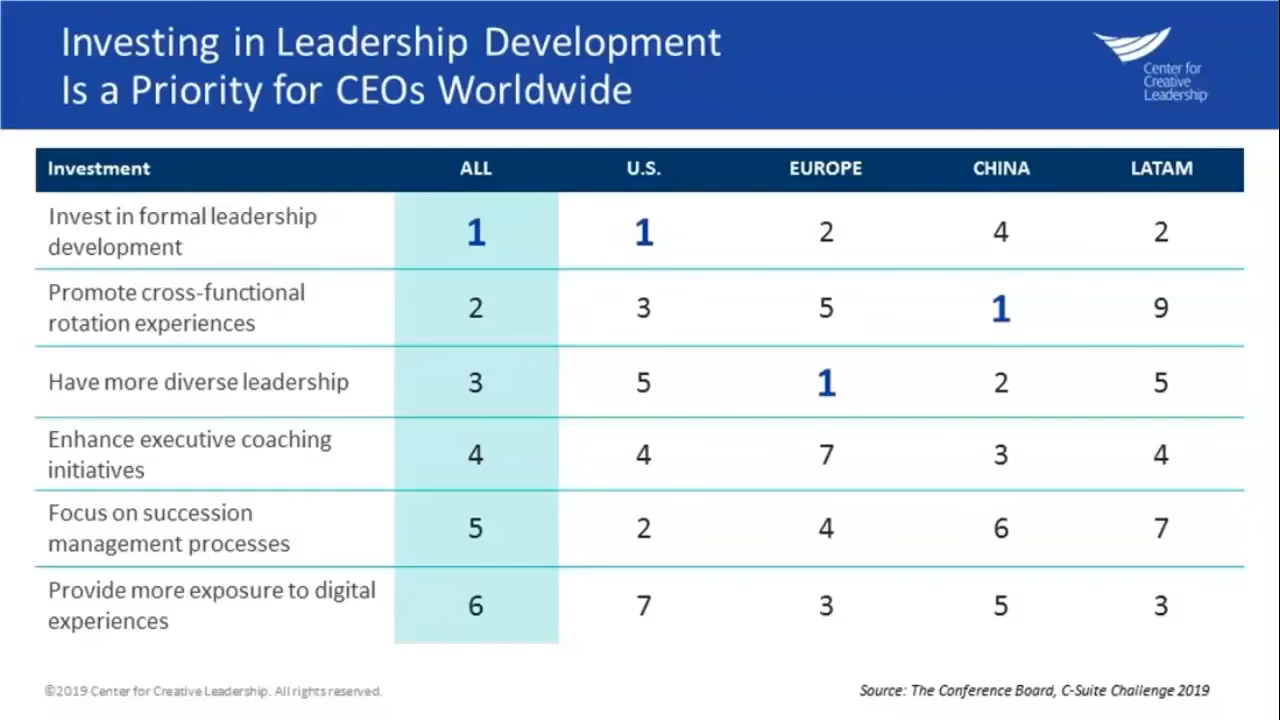 Investing in Leadership Development
Is a Priority for CEOs Worldwide
Center for
Creative
Leadership
Investment ALL U.S. EUROPE CHINA LATAM
Invest in formal leadership
development 1 1 2 4 2
Promote cross-functional
rotation experiences 2 3 5 1 9
Have more diverse leadership 3 5 1 2 5
Enhance executive coaching
initiatives 4 4 7 3 4
Focus on succession
management processes 5 2 4 6 7
Provide more exposure to digital
experiences 6 7 3 5 3
©2019 Center for Creative Leadership. All rights reserved.
Source: The Conference Board, C-Suite Challenge 2019